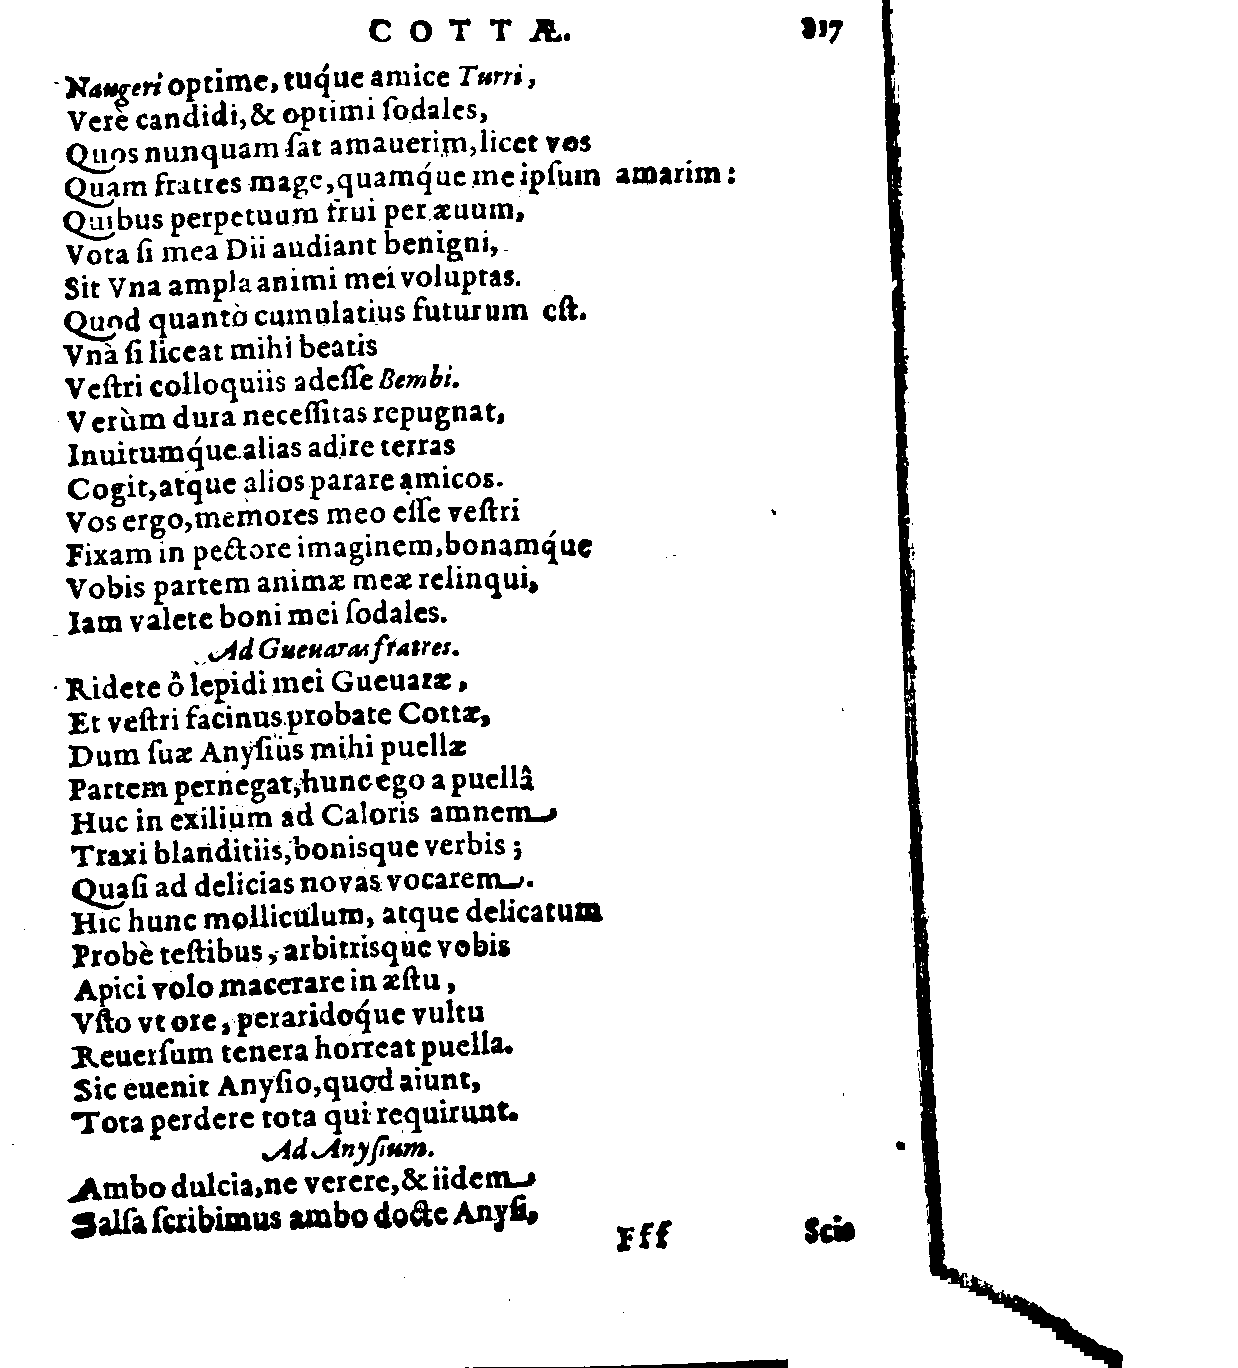 COTTÆ. 817
Naugeri optime, tuq́ue amice Turri,
Verè candidi, & optimi ſodales,
Quos nunquam ſat amauerim, licet vos
Quam fratres mage, quamq́ue me ipſum amarim:
Quibus perpetuum frui per æuum,
Vota ſi mea Dii audiant benigni,
Sit Vna ampla animi mei voluptas.
Quod quantò cumulatius futurum eſt.
Vnà ſi liceat mihi beatis
Veſtri colloquiis adeſſe Bembi.
Verùm dura neceſſitas repugnat,
Inuitumq́ue alias adire terras
Cogit, atque alios parare amicos.
Vos ergo, memores meo eſſe veſtri
Fixam in pectore imaginem, bonamq́ue
Vobis partem animæ meæ relinqui,
Iam valete boni mei ſodales.
Ad Gueuaras fratres.
Ridete ô lepidi mei Gueuaræ,
Et veſtri facinus probate Cottæ,
Dum ſuæ Anyſius mihi puellæ
Partem pernegat, hunc ego a puellâ
Huc in exilium ad Caloris amnem
Traxi blanditiis, bonisque verbis;
Quaſi ad delicias novas vocarem.
Hic hunc molliculum, atque delicatum
Probè teſtibus, arbitrisque vobis
Apici volo macerare in æſtu,
Vſto vt ore, peraridoq́ue vultu
Reuerſum tenera horreat puella.
Sic euenit Anyſio, quod aiunt,
Tota perdere tota qui requirunt.
Ad Anyſium.
Ambo dulcia, ne verere, & iidem
Salſa ſcribimus ambo docte Anyſi,
Fff Scio